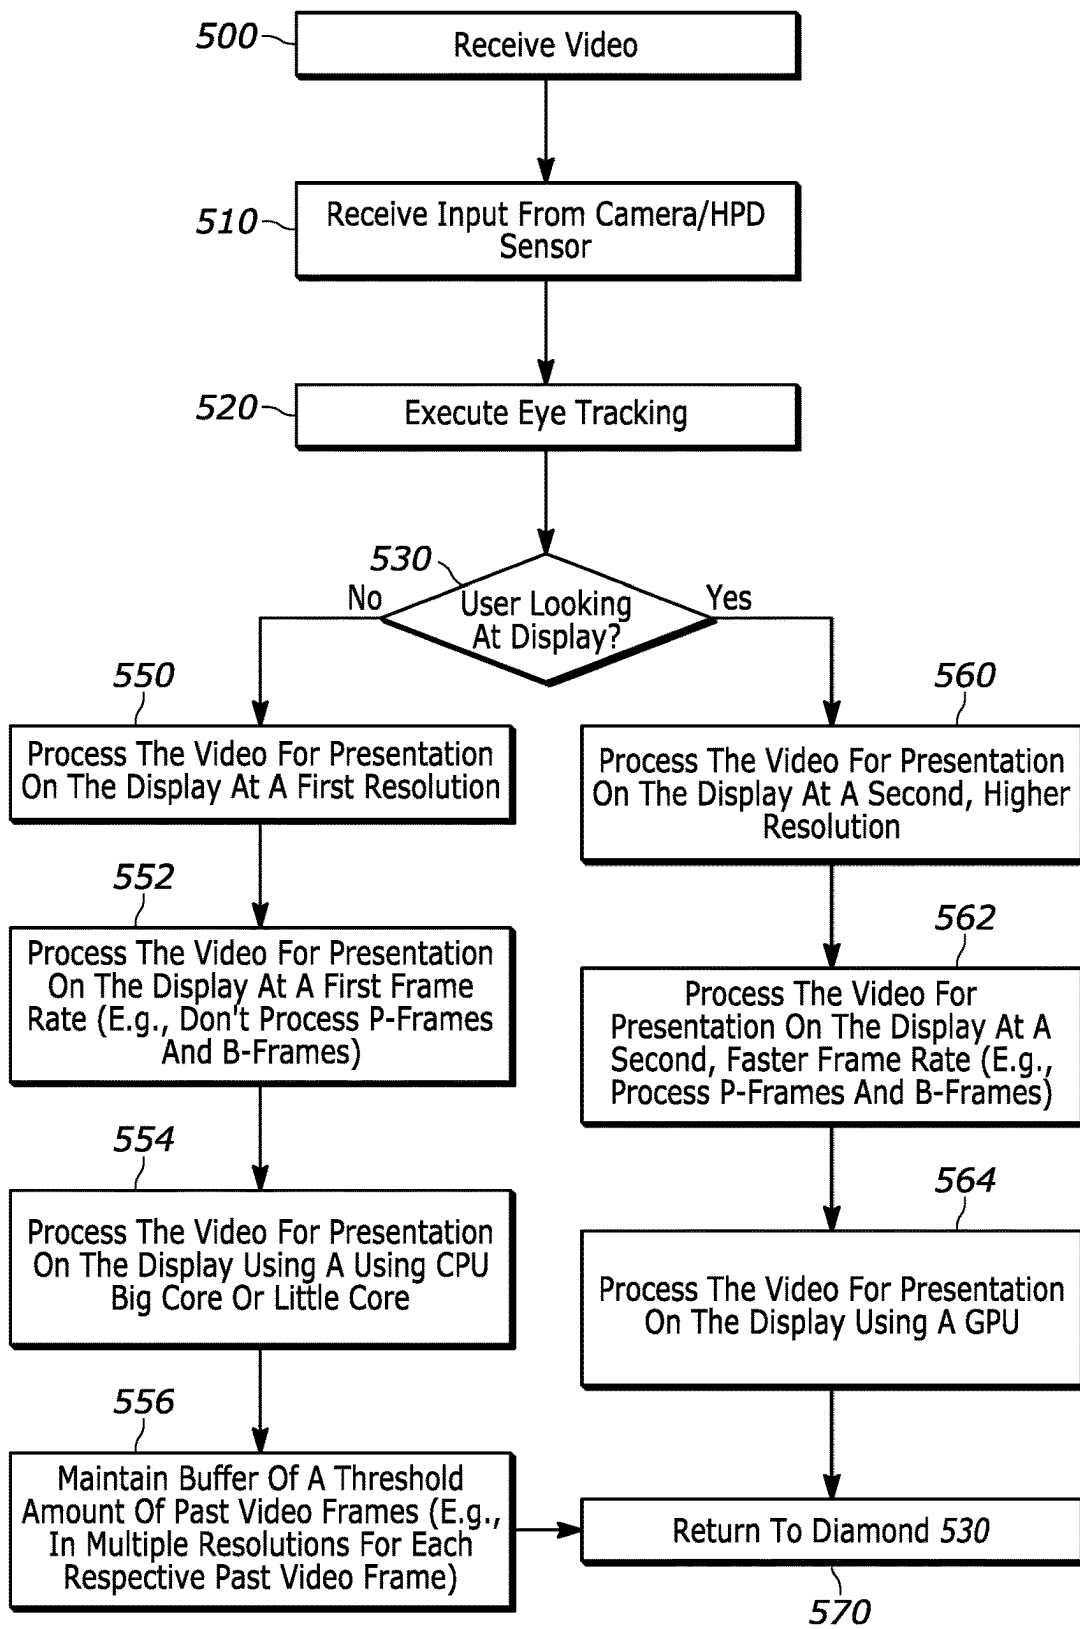 500
Receive Video
510
Receive Input From Camera/HPD
Sensor
520
Execute Eye Tracking
530
User Looking
At Display?
No
Yes
550
Process The Video For Presentation
On The Display At A First Resolution
552
Process The Video For Presentation
On The Display At A First Frame
Rate (E.g., Don't Process P-Frames
And B-Frames)
554
Process The Video For Presentation
On The Display Using A Using CPU
Big Core Or Little Core
556
Maintain Buffer Of A Threshold
Amount Of Past Video Frames (E.g.,
In Multiple Resolutions For Each
Respective Past Video Frame)
560
Process The Video For Presentation
On The Display At A Second, Higher
Resolution
562
Process The Video For
Presentation On The Display At A
Second, Faster Frame Rate (E.g.,
Process P-Frames And B-Frames)
564
Process The Video For Presentation
On The Display Using A GPU
Return To Diamond 530
570